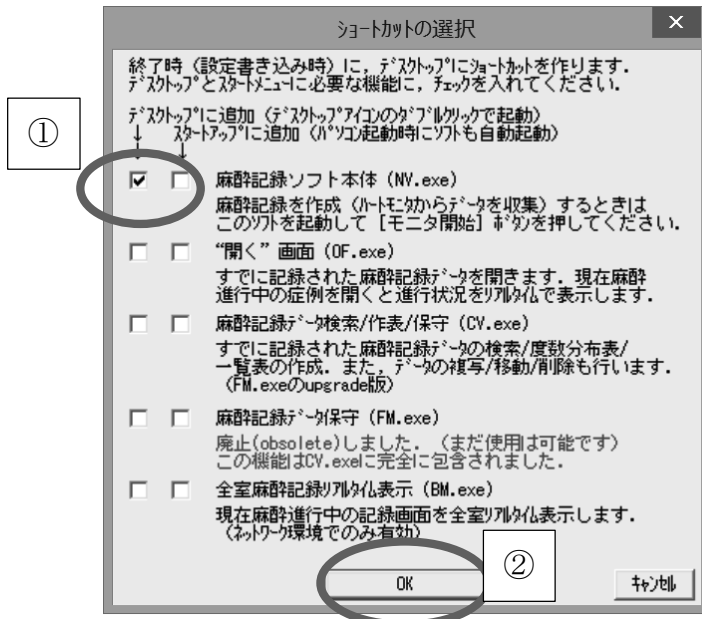 ショートカットの選択
×
終了時（設定書き込み時）に，デスクトップにショートカットを作ります．
デスクトップとスタートメニューに必要な機能に，チェックを入れてください．
①
デスクトップに追加（デスクトップアイコンのダブルクリックで起動）
↓ スタートアップに追加（パソコン起動時にソフトも自動起動）
↓ ↓
麻酔記録ソフト本体（NV.exe）
麻酔記録を作成（ハートモニタからデータを収集）するときは
このソフトを起動して［モニタ開始］ボタンを押してください．
“開く”画面（OF.exe）
すでに記録された麻酔記録データを開きます．現在麻酔
進行中の症例を開くと進行状況をリアルタイムで表示します．
麻酔記録データ検索/作表/保守（CV.exe）
すでに記録された麻酔記録データの検索/度数分布表/
一覧表の作成．また，データの複写/移動/削除も行います．
（FM.exeのupgrade版）
麻酔記録データ保守（FM.exe）
廃止(obsolete)しました．（まだ使用は可能です）
この機能はCV.exeに完全に包含されました．
全室麻酔記録リアルタイム表示（BM.exe）
現在麻酔進行中の記録画面を全室リアルタイム表示します．
（ネットワーク環境でのみ有効）
②
OK
キャンセル